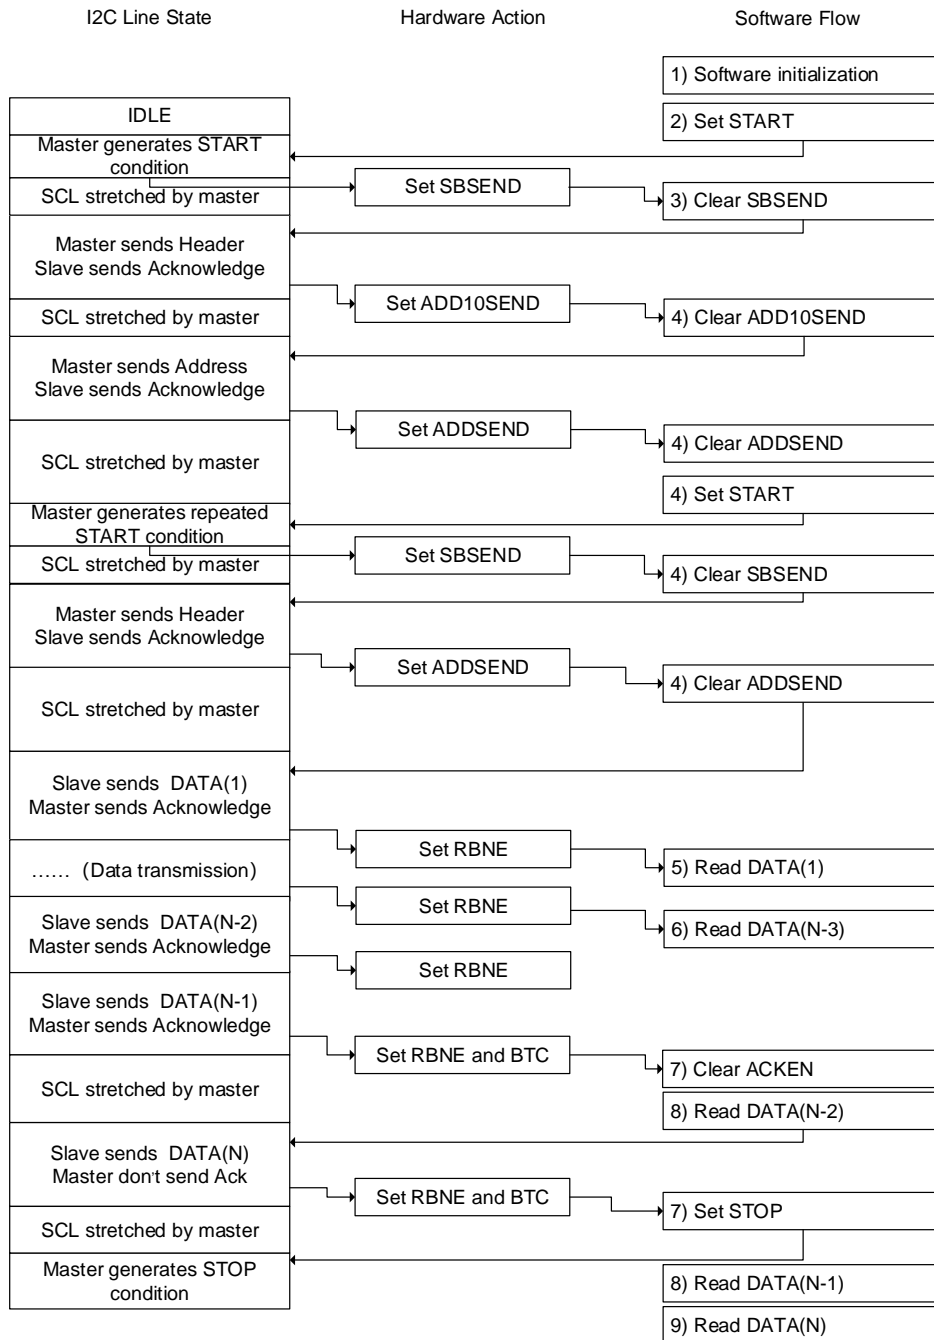 I2C Line State
Hardware Action
Software Flow
1) Software initialization
IDLE
2) Set START
Master generates START
condition
SCL stretched by master
Set SBSEND
3) Clear SBSEND
Master sends Header
Slave sends Acknowledge
Set ADD10SEND
SCL stretched by master
4) Clear ADD10SEND
Master sends Address
Slave sends Acknowledge
Set ADDSEND
4) Clear ADDSEND
SCL stretched by master
4) Set START
Master generates repeated
START condition
Set SBSEND
SCL stretched by master
4) Clear SBSEND
Master sends Header
Slave sends Acknowledge
Set ADDSEND
4) Clear ADDSEND
SCL stretched by master
Slave sends DATA(1)
Master sends Acknowledge
Set RBNE
5) Read DATA(1)
…… (Data transmission)
Set RBNE
6) Read DATA(N-3)
Slave sends DATA(N-2)
Master sends Acknowledge
Set RBNE
Slave sends DATA(N-1)
Master sends Acknowledge
Set RBNE and BTC
7) Clear ACKEN
SCL stretched by master
8) Read DATA(N-2)
Slave sends DATA(N)
Master don't send Ack
Set RBNE and BTC
7) Set STOP
SCL stretched by master
Master generates STOP
condition
8) Read DATA(N-1)
9) Read DATA(N)